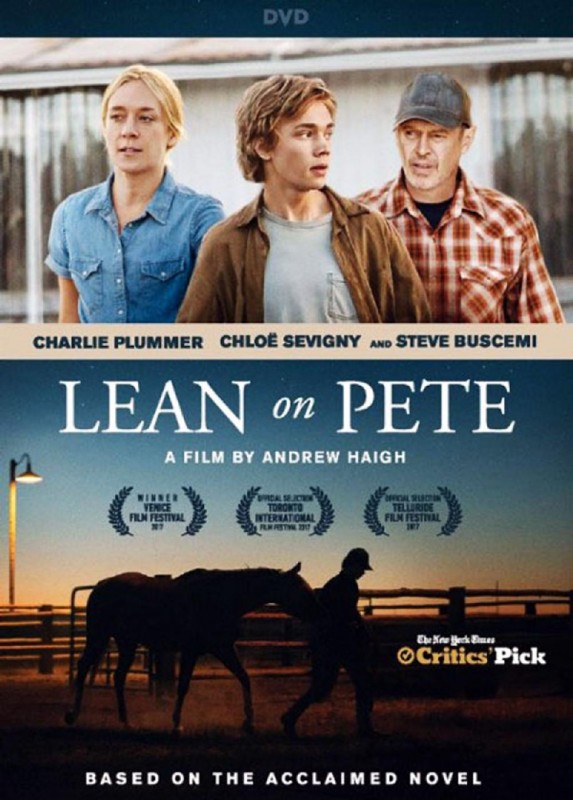 DVD
CHARLIE PLUMMER CHLOË SEVIGNY AND STEVE BUSCEMI
LEAN on PETE
A FILM BY ANDREW HAIGH
WINNER
VENICE
FILM FESTIVAL
2017
OFFICIAL SELECTION
TORONTO
INTERNATIONAL
FILM FESTIVAL 2017
OFFICIAL SELECTION
TELLURIDE
FILM FESTIVAL
2017
The New York Times
Critics' Pick
BASED ON THE ACCLAIMED NOVEL